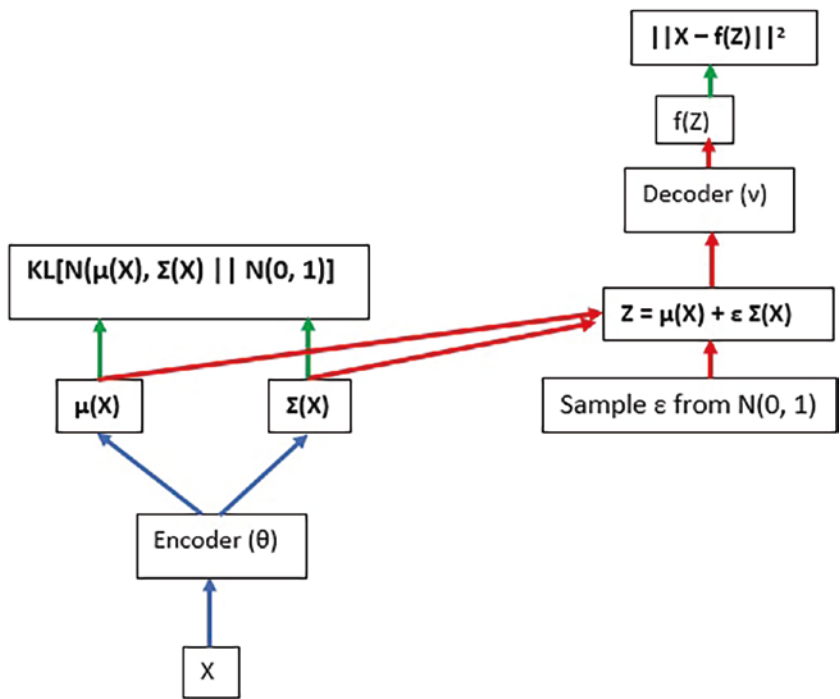 ||X – f(Z)||²
f(Z)
Decoder (v)
KL[N(μ(X), Σ(X) || N(0, 1)]
Z = μ(X) + ε Σ(X)
μ(X)
Σ(X)
Sample ε from N(0, 1)
Encoder (θ)
X